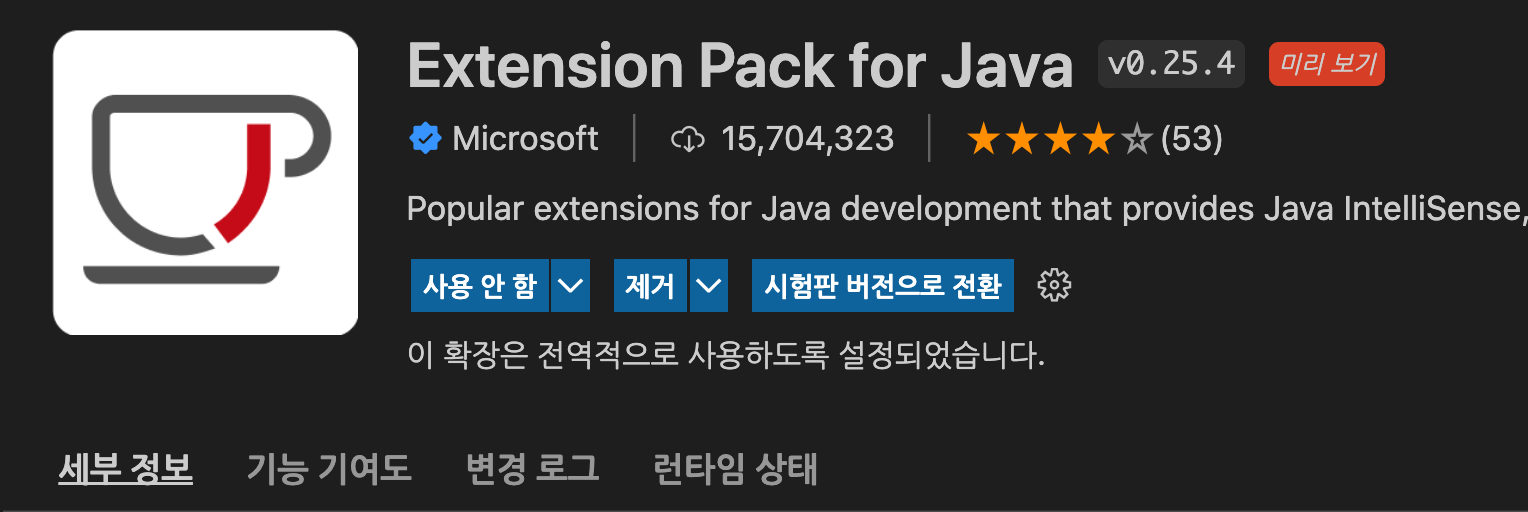 Extension Pack for Java v0.25.4 미리 보기
Microsoft 15,704,323 (53)
Popular extensions for Java development that provides Java IntelliSense,
사용 안 함 제거 시험판 버전으로 전환
이 확장은 전역적으로 사용하도록 설정되었습니다.
세부 정보 기능 기여도 변경 로그 런타임 상태